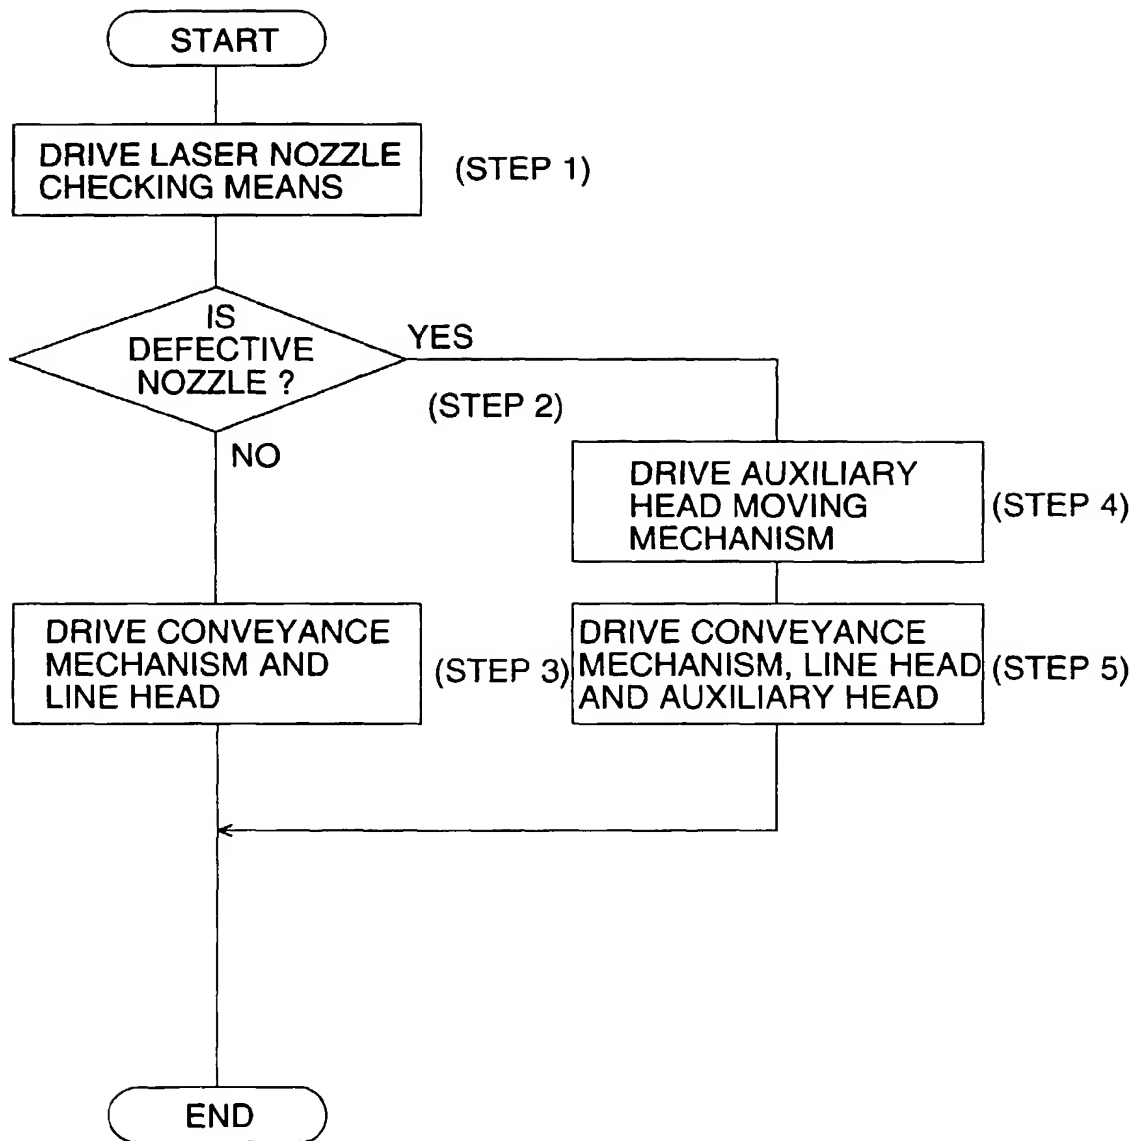 START
DRIVE LASER NOZZLE
CHECKING MEANS
(STEP 1)
IS
DEFECTIVE
NOZZLE ?
YES
(STEP 2)
NO
DRIVE AUXILIARY
HEAD MOVING
MECHANISM
(STEP 4)
DRIVE CONVEYANCE
MECHANISM AND
LINE HEAD
(STEP 3)
DRIVE CONVEYANCE
MECHANISM, LINE HEAD
AND AUXILIARY HEAD
(STEP 5)
END